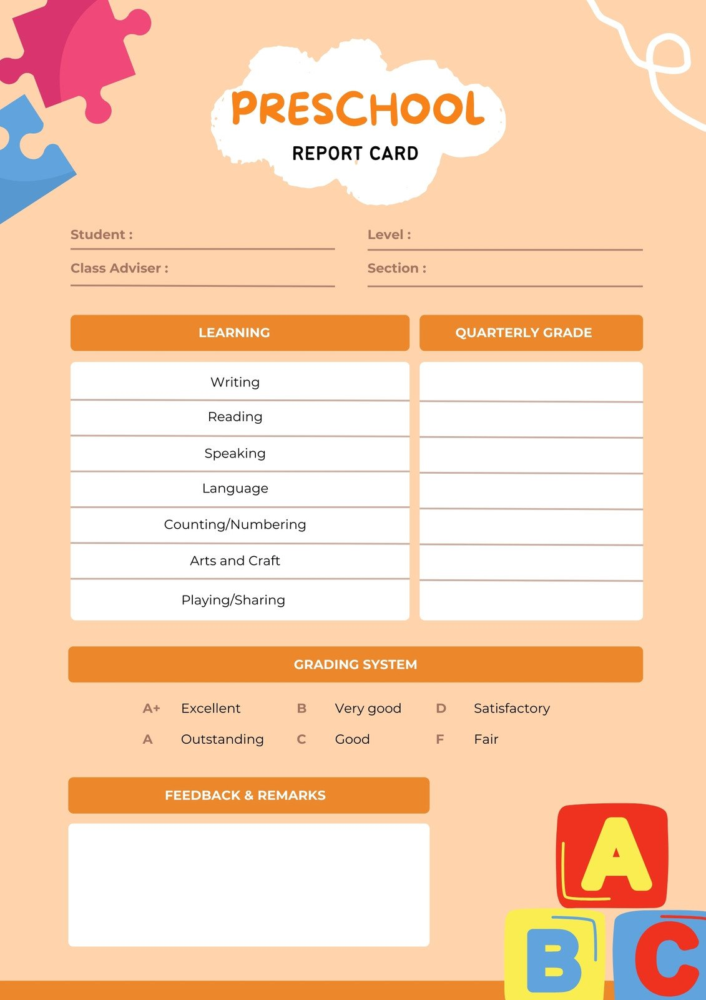 PRESCHOOL
REPORT CARD
Student :
Level :
Class Adviser :
Section :
LEARNING
QUARTERLY GRADE
Writing
Reading
Speaking
Language
Counting/Numbering
Arts and Craft
Playing/Sharing
GRADING SYSTEM
A+ Excellent B Very good D Satisfactory
A Outstanding C Good F Fair
FEEDBACK & REMARKS
A
B C